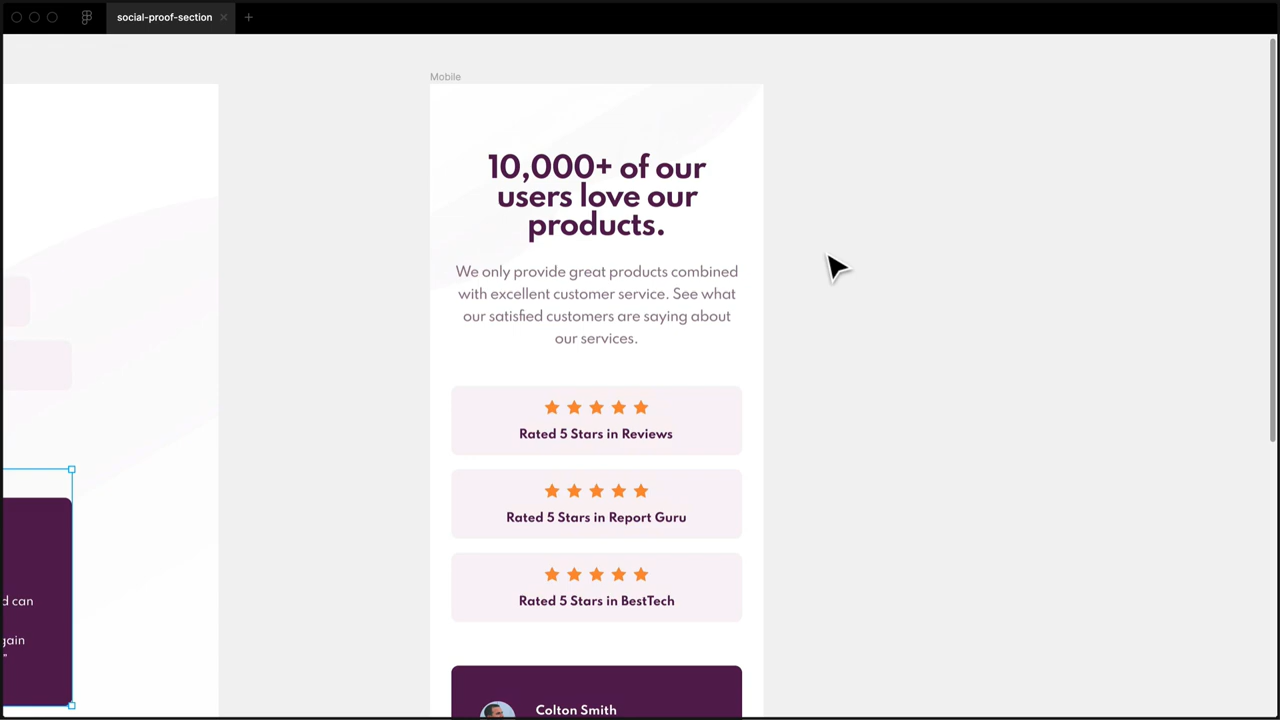 social-proof-section
Mobile
10,000+ of our
users love our
products.
We only provide great products combined
with excellent customer service. See what
our satisfied customers are saying about
our services.
Rated 5 Stars in Reviews
Rated 5 Stars in Report Guru
Rated 5 Stars in BestTech
d can
gain
”
Colton Smith